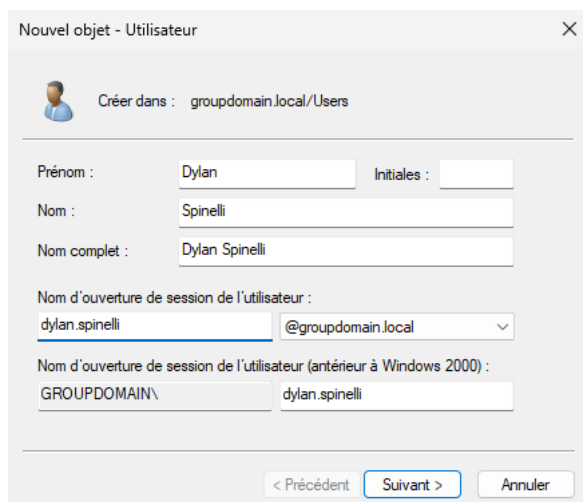 Nouvel objet - Utilisateur
Créer dans : groupdomain.local/Users
Prénom : Dylan Initiales :
Nom : Spinelli
Nom complet : Dylan Spinelli
Nom d'ouverture de session de l'utilisateur :
dylan.spinelli @groupdomain.local
Nom d'ouverture de session de l'utilisateur (antérieur à Windows 2000) :
GROUPDOMAIN\ dylan.spinelli
< Précédent Suivant > Annuler